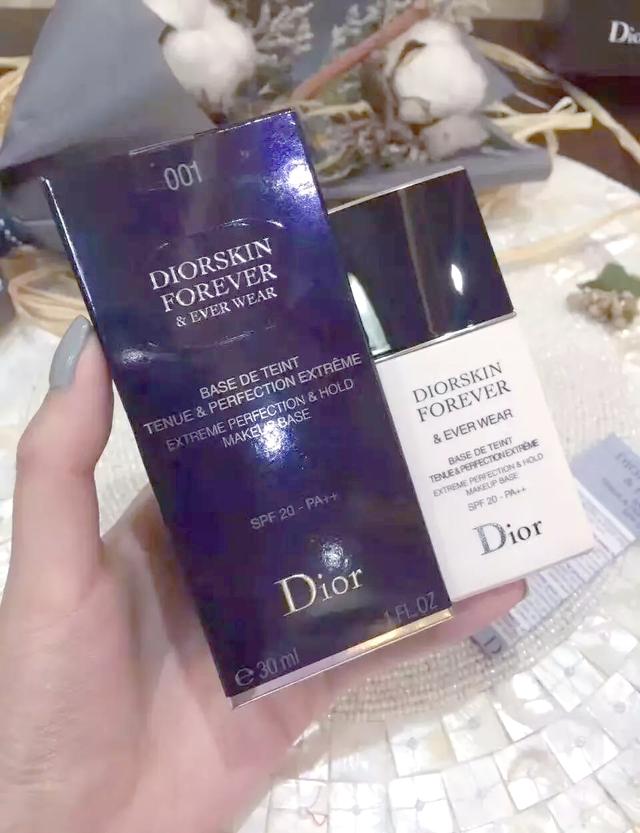 001
DIORSKIN
FOREVER
& EVER WEAR
BASE DE TEINT
TENUE & PERFECTION EXTRÊME
EXTREME PERFECTION & HOLD
MAKEUP BASE
SPF 20 - PA++
Dior
1 FL. OZ
e 30 ml
DIORSKIN
FOREVER
& EVER WEAR
BASE DE TEINT
TENUE & PERFECTION EXTRÊME
EXTREME PERFECTION & HOLD
MAKEUP BASE
SPF 20 - PA++
Dior